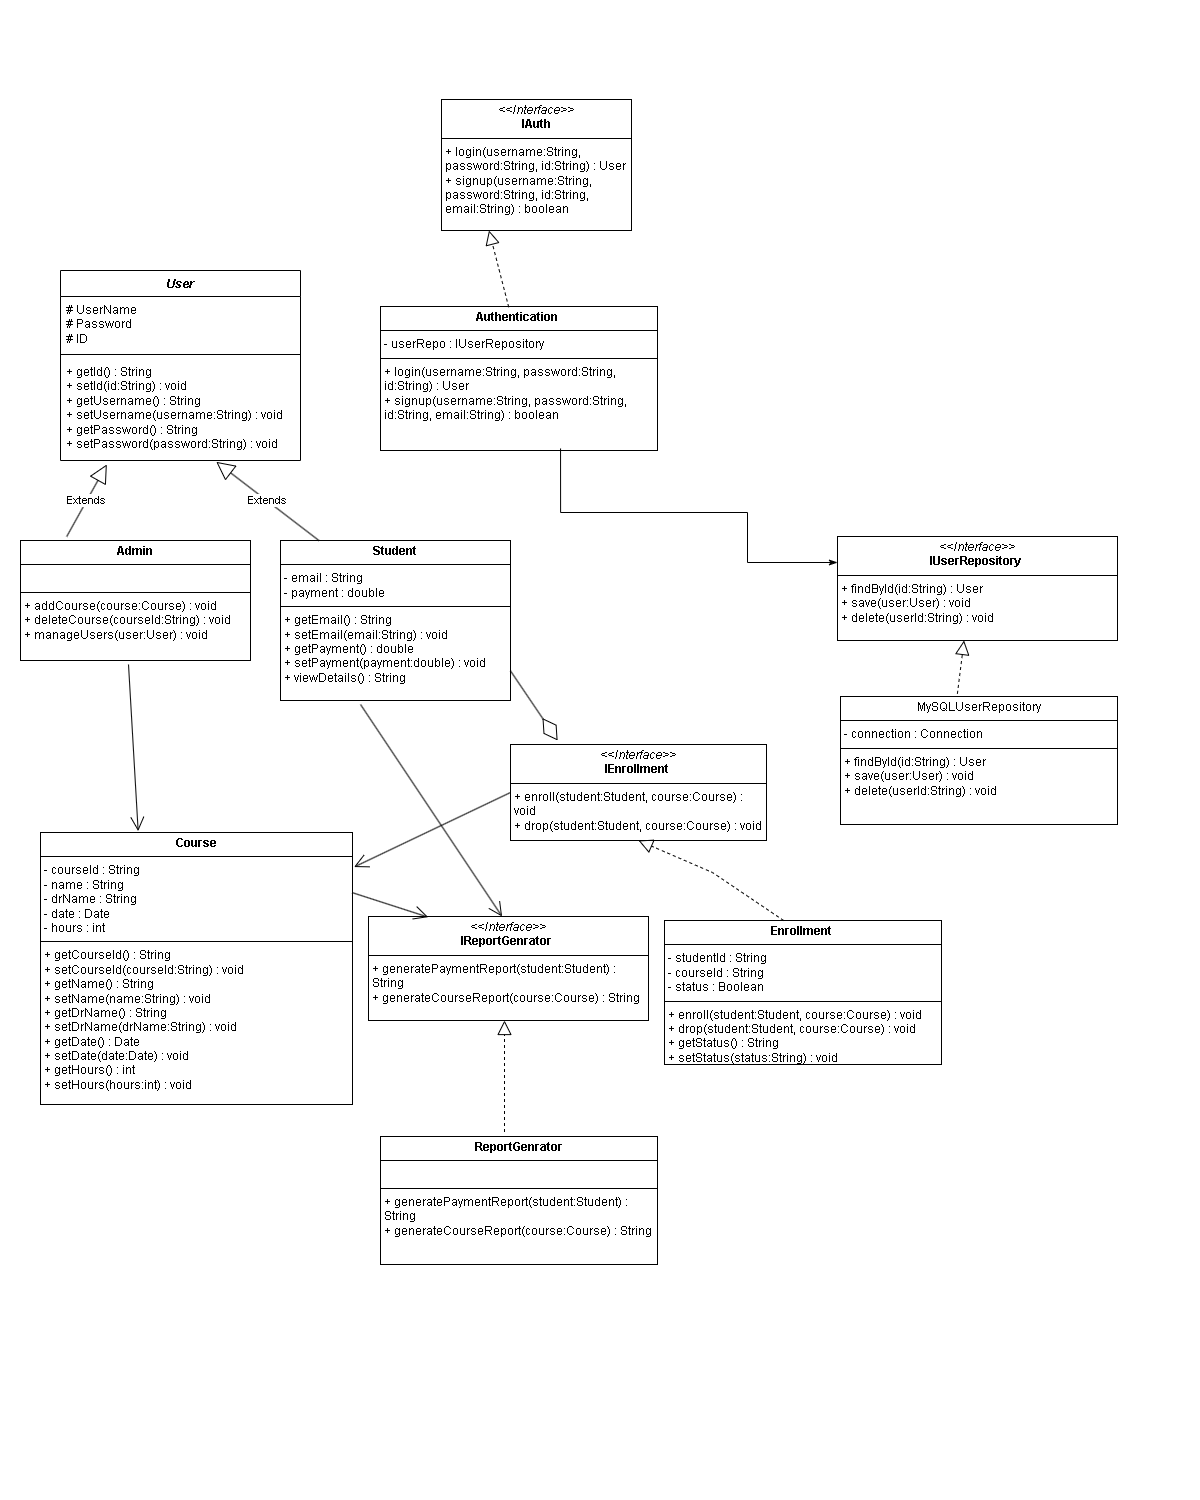 <<Interface>>
IAuth
+ login(username:String,
password:String, id:String) : User
+ signup(username:String,
password:String, id:String,
email:String) : boolean
User
# UserName
# Password
# ID
+ getId() : String
+ setId(id:String) : void
+ getUsername() : String
+ setUsername(username:String) : void
+ getPassword() : String
+ setPassword(password:String) : void
Authentication
- userRepo : IUserRepository
+ login(username:String, password:String,
id:String) : User
+ signup(username:String, password:String,
id:String, email:String) : boolean
Extends
Extends
Admin
+ addCourse(course:Course) : void
+ deleteCourse(courseId:String) : void
+ manageUsers(user:User) : void
Student
- email : String
- payment : double
+ getEmail() : String
+ setEmail(email:String) : void
+ getPayment() : double
+ setPayment(payment:double) : void
+ viewDetails() : String
<<Interface>>
IUserRepository
+ findById(id:String) : User
+ save(user:User) : void
+ delete(userId:String) : void
MySQLUserRepository
- connection : Connection
+ findById(id:String) : User
+ save(user:User) : void
+ delete(userId:String) : void
<<Interface>>
IEnrollment
+ enroll(student:Student, course:Course) :
void
+ drop(student:Student, course:Course) : void
Course
- courseId : String
- name : String
- drName : String
- date : Date
- hours : int
+ getCourseId() : String
+ setCourseId(courseId:String) : void
+ getName() : String
+ setName(name:String) : void
+ getDrName() : String
+ setDrName(drName:String) : void
+ getDate() : Date
+ setDate(date:Date) : void
+ getHours() : int
+ setHours(hours:int) : void
<<Interface>>
IReportGenrator
+ generatePaymentReport(student:Student) :
String
+ generateCourseReport(course:Course) : String
Enrollment
- studentId : String
- courseId : String
- status : Boolean
+ enroll(student:Student, course:Course) : void
+ drop(student:Student, course:Course) : void
+ getStatus() : String
+ setStatus(status:String) : void
ReportGenrator
+ generatePaymentReport(student:Student) :
String
+ generateCourseReport(course:Course) : String